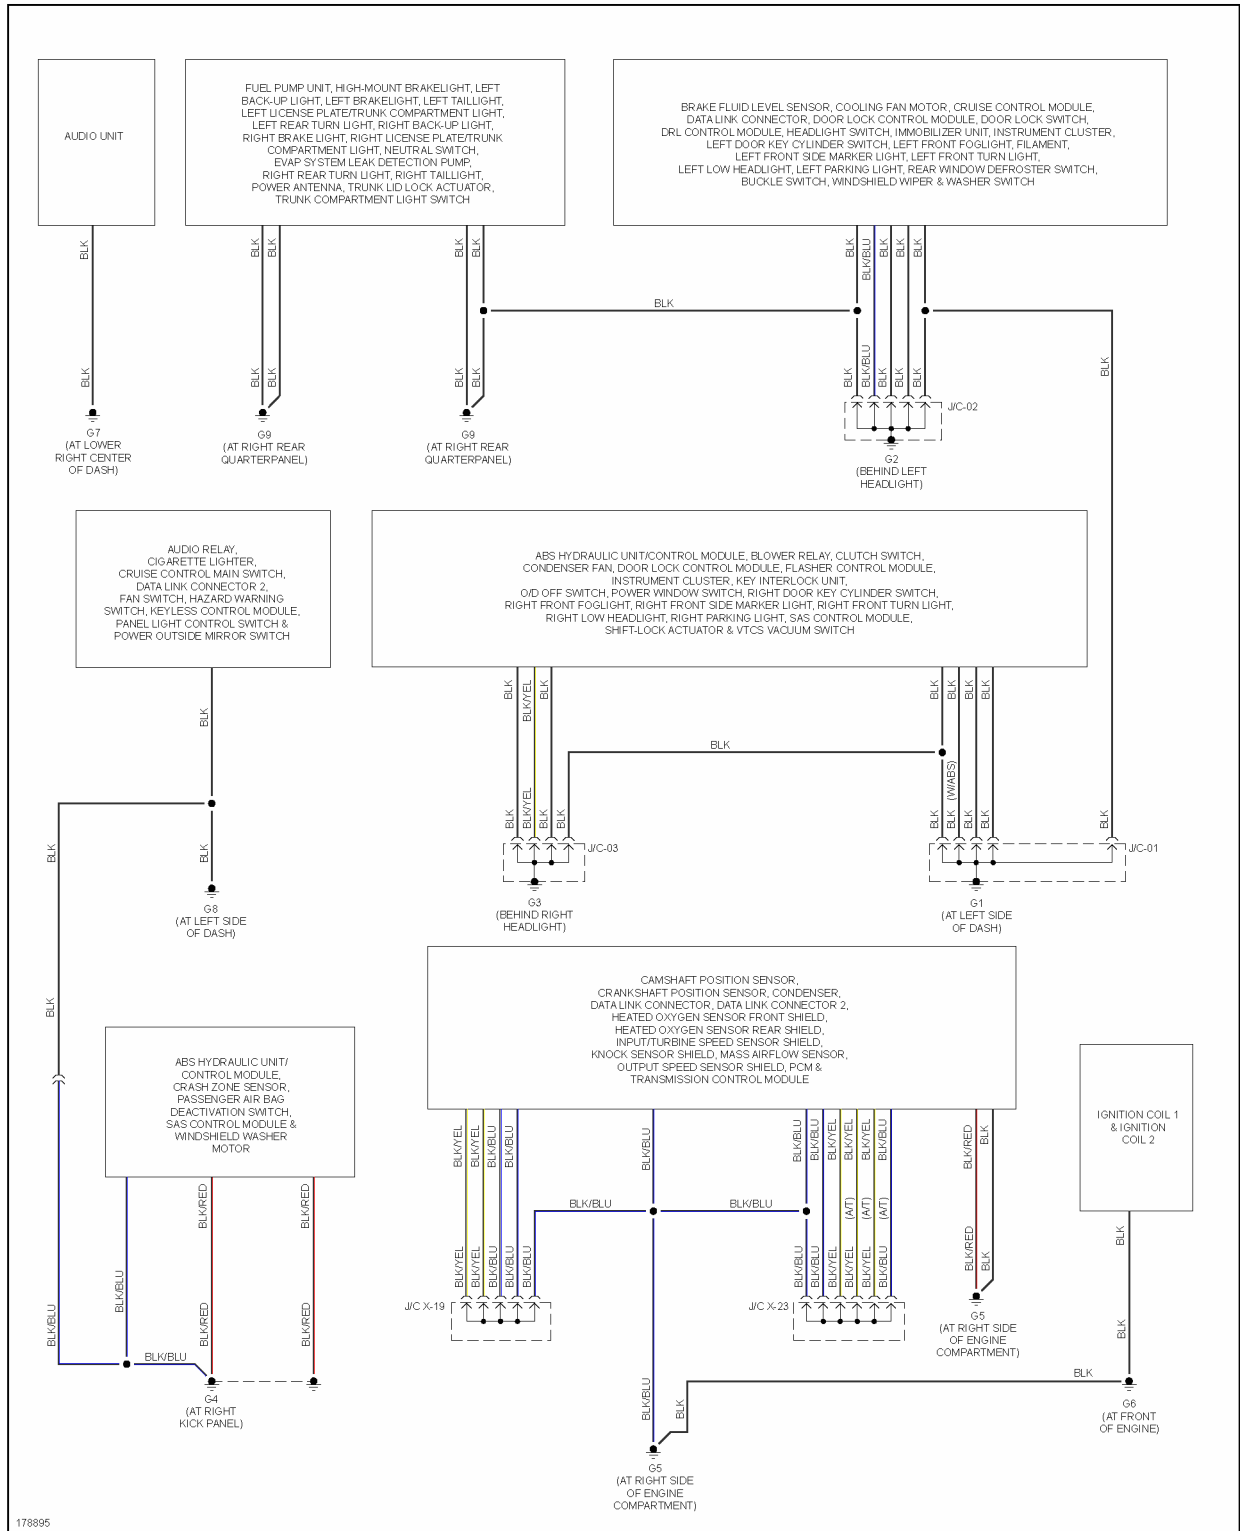 AUDIO UNIT
FUEL PUMP UNIT, HIGH-MOUNT BRAKELIGHT, LEFT
BACK-UP LIGHT, LEFT BRAKELIGHT, LEFT TAILLIGHT,
LEFT LICENSE PLATE/TRUNK COMPARTMENT LIGHT,
LEFT REAR TURN LIGHT, RIGHT BACK-UP LIGHT,
RIGHT BRAKE LIGHT, RIGHT LICENSE PLATE/TRUNK
COMPARTMENT LIGHT, NEUTRAL SWITCH,
EVAP SYSTEM LEAK DETECTION PUMP,
RIGHT REAR TURN LIGHT, RIGHT TAILLIGHT,
POWER ANTENNA, TRUNK LID LOCK ACTUATOR,
TRUNK COMPARTMENT LIGHT SWITCH
BRAKE FLUID LEVEL SENSOR, COOLING FAN MOTOR, CRUISE CONTROL MODULE,
DATA LINK CONNECTOR, DOOR LOCK CONTROL MODULE, DOOR LOCK SWITCH,
DRL CONTROL MODULE, HEADLIGHT SWITCH, IMMOBILIZER UNIT, INSTRUMENT CLUSTER,
LEFT DOOR KEY CYLINDER SWITCH, LEFT FRONT FOGLIGHT, FILAMENT,
LEFT FRONT SIDE MARKER LIGHT, LEFT FRONT TURN LIGHT,
LEFT LOW HEADLIGHT, LEFT PARKING LIGHT, REAR WINDOW DEFROSTER SWITCH,
BUCKLE SWITCH, WINDSHIELD WIPER & WASHER SWITCH
BLK
BLK
BLK
BLK
BLK
BLK
BLK/BLU
BLK
BLK
BLK
BLK
BLK
BLK
BLK
BLK
BLK
BLK
BLK
BLK/BLU
BLK
BLK
BLK
BLK
J/C-02
G7
(AT LOWER
RIGHT CENTER
OF DASH)
G9
(AT RIGHT REAR
QUARTERPANEL)
G9
(AT RIGHT REAR
QUARTERPANEL)
G2
(BEHIND LEFT
HEADLIGHT)
AUDIO RELAY,
CIGARETTE LIGHTER,
CRUISE CONTROL MAIN SWITCH,
DATA LINK CONNECTOR 2,
FAN SWITCH, HAZARD WARNING
SWITCH, KEYLESS CONTROL MODULE,
PANEL LIGHT CONTROL SWITCH &
POWER OUTSIDE MIRROR SWITCH
ABS HYDRAULIC UNIT/CONTROL MODULE, BLOWER RELAY, CLUTCH SWITCH,
CONDENSER FAN, DOOR LOCK CONTROL MODULE, FLASHER CONTROL MODULE,
INSTRUMENT CLUSTER, KEY INTERLOCK UNIT,
O/D OFF SWITCH, POWER WINDOW SWITCH, RIGHT DOOR KEY CYLINDER SWITCH,
RIGHT FRONT FOGLIGHT, RIGHT FRONT SIDE MARKER LIGHT, RIGHT FRONT TURN LIGHT,
RIGHT LOW HEADLIGHT, RIGHT PARKING LIGHT, SAS CONTROL MODULE,
SHIFT-LOCK ACTUATOR & VTCS VACUUM SWITCH
BLK
BLK
BLK/YEL
BLK
BLK
BLK
BLK
BLK
BLK
(W/ABS)
BLK
BLK/YEL
BLK
BLK
BLK
BLK
BLK
BLK
BLK
J/C-03
J/C-01
BLK
BLK
G8
(AT LEFT SIDE
OF DASH)
G3
(BEHIND RIGHT
HEADLIGHT)
G1
(AT LEFT SIDE
OF DASH)
BLK
ABS HYDRAULIC UNIT/
CONTROL MODULE,
CRASH ZONE SENSOR,
PASSENGER AIR BAG
DEACTIVATION SWITCH,
SAS CONTROL MODULE &
WINDSHIELD WASHER
MOTOR
CAMSHAFT POSITION SENSOR,
CRANKSHAFT POSITION SENSOR, CONDENSER,
DATA LINK CONNECTOR, DATA LINK CONNECTOR 2,
HEATED OXYGEN SENSOR FRONT SHIELD,
HEATED OXYGEN SENSOR REAR SHIELD,
INPUT/TURBINE SPEED SENSOR SHIELD,
KNOCK SENSOR SHIELD, MASS AIRFLOW SENSOR,
OUTPUT SPEED SENSOR SHIELD, PCM &
TRANSMISSION CONTROL MODULE
IGNITION COIL 1
& IGNITION
COIL 2
BLK/YEL
BLK/YEL
BLK/BLU
BLK/BLU
BLK/BLU
BLK/BLU
BLK/BLU
BLK/YEL
BLK/YEL
BLK/YEL
BLK/BLU
BLK/RED
BLK
BLK/RED
BLK/RED
BLK/BLU
BLK/BLU
(A/T)
(A/T)
(A/T)
BLK
BLK/BLU
BLK/YEL
BLK/YEL
BLK/BLU
BLK/BLU
BLK/BLU
BLK/BLU
BLK/BLU
BLK/YEL
BLK/YEL
BLK/YEL
BLK/BLU
BLK/RED
BLK
J/C X-19
J/C X-23
BLK/BLU
BLK/RED
BLK/RED
BLK/BLU
G5
(AT RIGHT SIDE
OF ENGINE
COMPARTMENT)
BLK
G4
(AT RIGHT
KICK PANEL)
BLK/BLU
BLK
BLK
G6
(AT FRONT
OF ENGINE)
G5
(AT RIGHT SIDE
OF ENGINE
COMPARTMENT)
178895